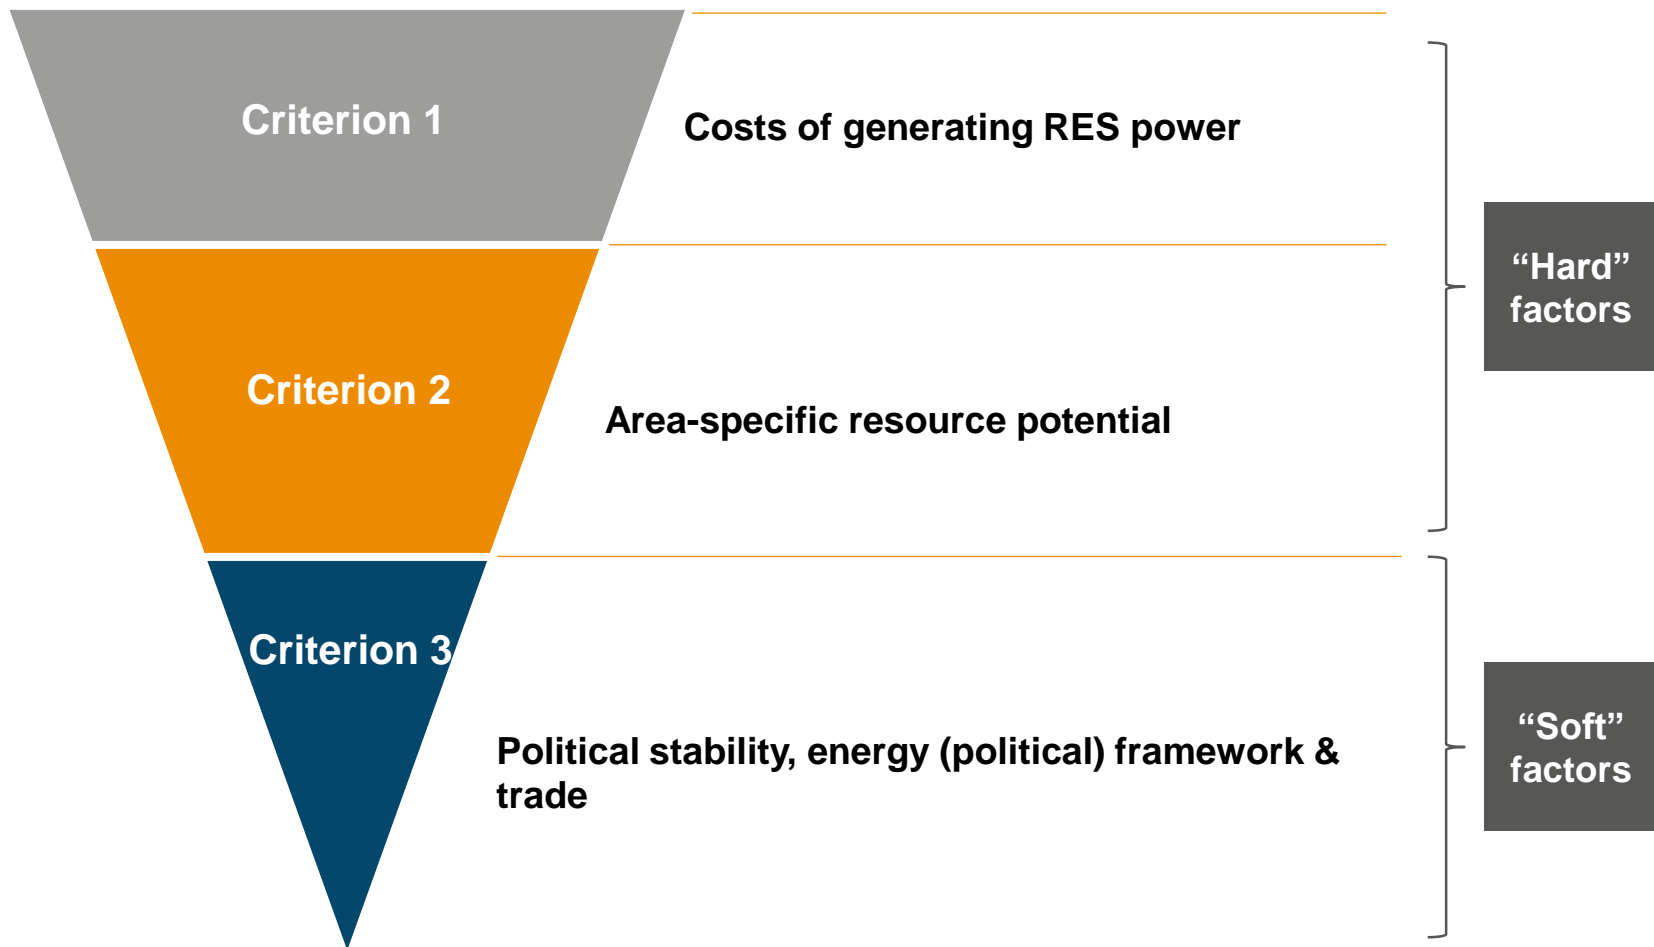 Criterion 1
Costs of generating RES power
“Hard”
factors
Criterion 2
Area-specific resource potential
Criterion 3
Political stability, energy (political) framework &
trade
“Soft”
factors